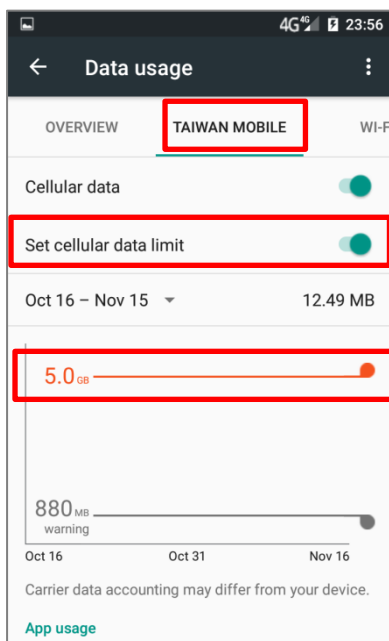 4G 4G 23:56
Data usage
OVERVIEW TAIWAN MOBILE WI-F
Cellular data
Set cellular data limit
Oct 16 – Nov 15 12.49 MB
5.0 GB
880 MB
warning
Oct 16 Oct 31 Nov 16
Carrier data accounting may differ from your device.
App usage